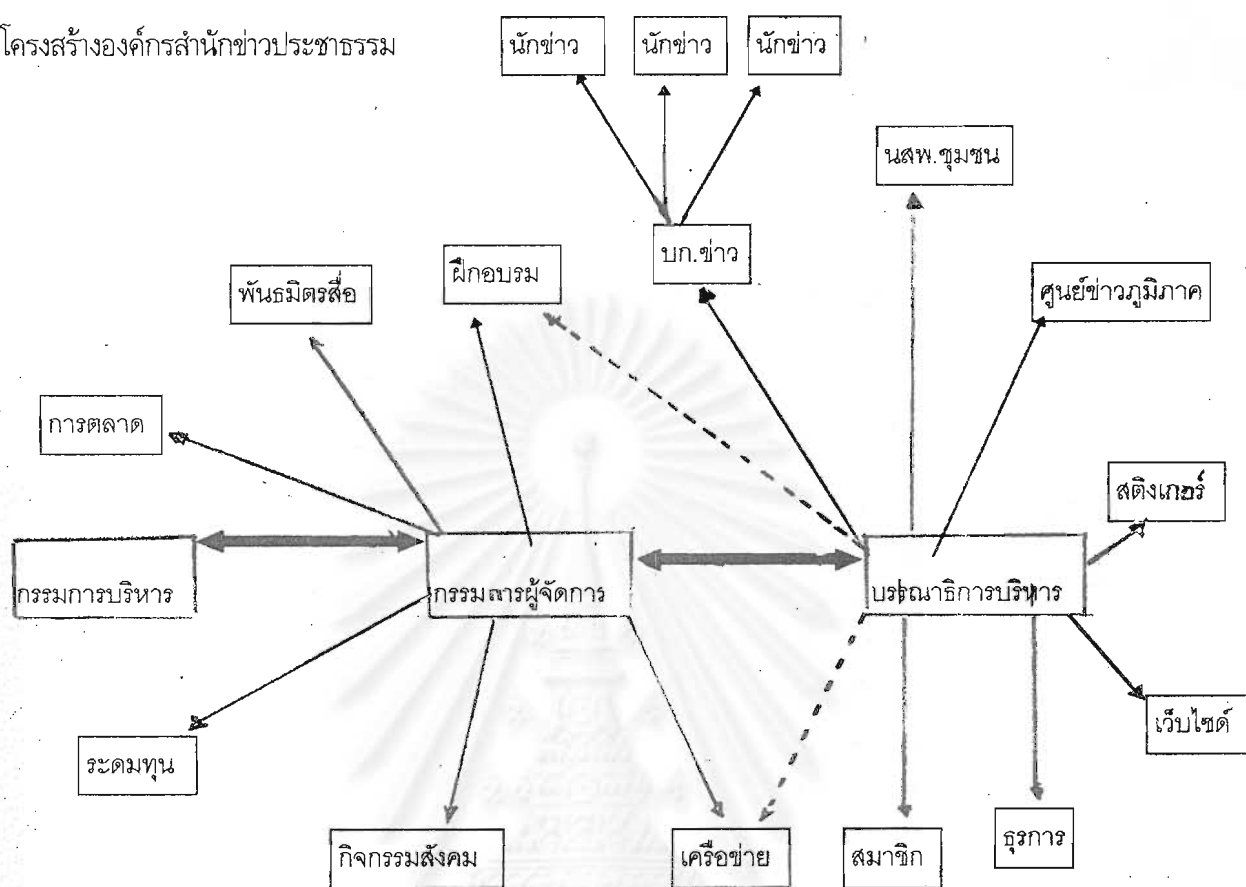 โครงสร้างองค์กรสำนักข่าวประชาธรรม
นักข่าว
นักข่าว
นักข่าว
นสพ.ชุมชน
บก.ข่าว
ฝึกอบรม
พันธมิตรสื่อ
ศูนย์ข่าวภูมิภาค
การตลาด
สติงเกอร์
กรรมการบริหาร
กรรมการผู้จัดการ
บรรณาธิการบริหาร
เว็บไซด์
ระดมทุน
กิจกรรมสังคม
เครือข่าย
สมาชิก
ธุรการ